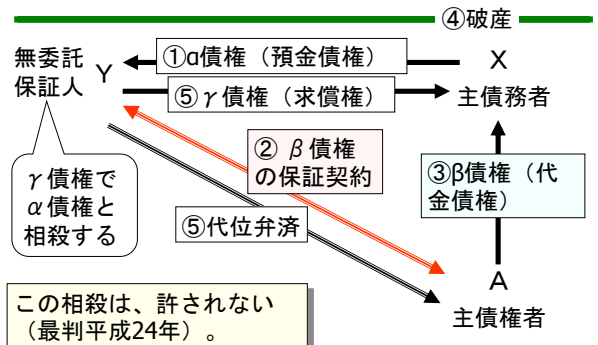 ④破産
①α債権（預金債権）
無委託
保証人
Y
X
⑤γ債権（求償権）
主債務者
② β債権
の保証契約
③β債権（代
金債権）
γ債権で
α債権と
相殺する
⑤代位弁済
A
主債権者
この相殺は、許されない
（最判平成24年）。